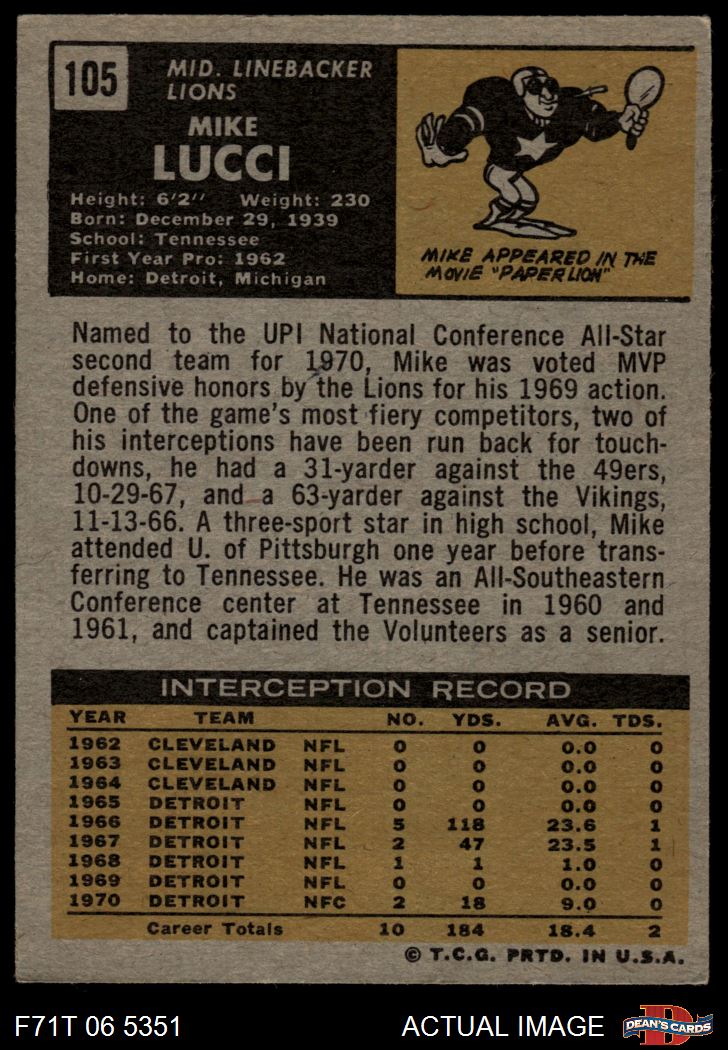 105
MID. LINEBACKER
LIONS
MIKE
LUCCI
Height: 6'2'' Weight: 230
Born: December 29, 1939
School: Tennessee
First Year Pro: 1962
Home: Detroit, Michigan
MIKE APPEARED IN THE
MOVIE "PAPER LION"
Named to the UPI National Conference All-Star
second team for 1970, Mike was voted MVP
defensive honors by the Lions for his 1969 action.
One of the game's most fiery competitors, two of
his interceptions have been run back for touch-
downs, he had a 31-yarder against the 49ers,
10-29-67, and a 63-yarder against the Vikings,
11-13-66. A three-sport star in high school, Mike
attended U. of Pittsburgh one year before trans-
ferring to Tennessee. He was an All-Southeastern
Conference center at Tennessee in 1960 and
1961, and captained the Volunteers as a senior.
INTERCEPTION RECORD
YEAR TEAM NO. YDS. AVG. TDS.
1962 CLEVELAND NFL 0 0 0.0 0
1963 CLEVELAND NFL 0 0 0.0 0
1964 CLEVELAND NFL 0 0 0.0 0
1965 DETROIT NFL 0 0 0.0 0
1966 DETROIT NFL 5 118 23.6 1
1967 DETROIT NFL 2 47 23.5 1
1968 DETROIT NFL 1 1 1.0 0
1969 DETROIT NFL 0 0 0.0 0
1970 DETROIT NFC 2 18 9.0 0
Career Totals 10 184 18.4 2
© T.C.G. PRTD. IN U.S.A.
F71T 06 5351 ACTUAL IMAGE D DEAN'S CARDS